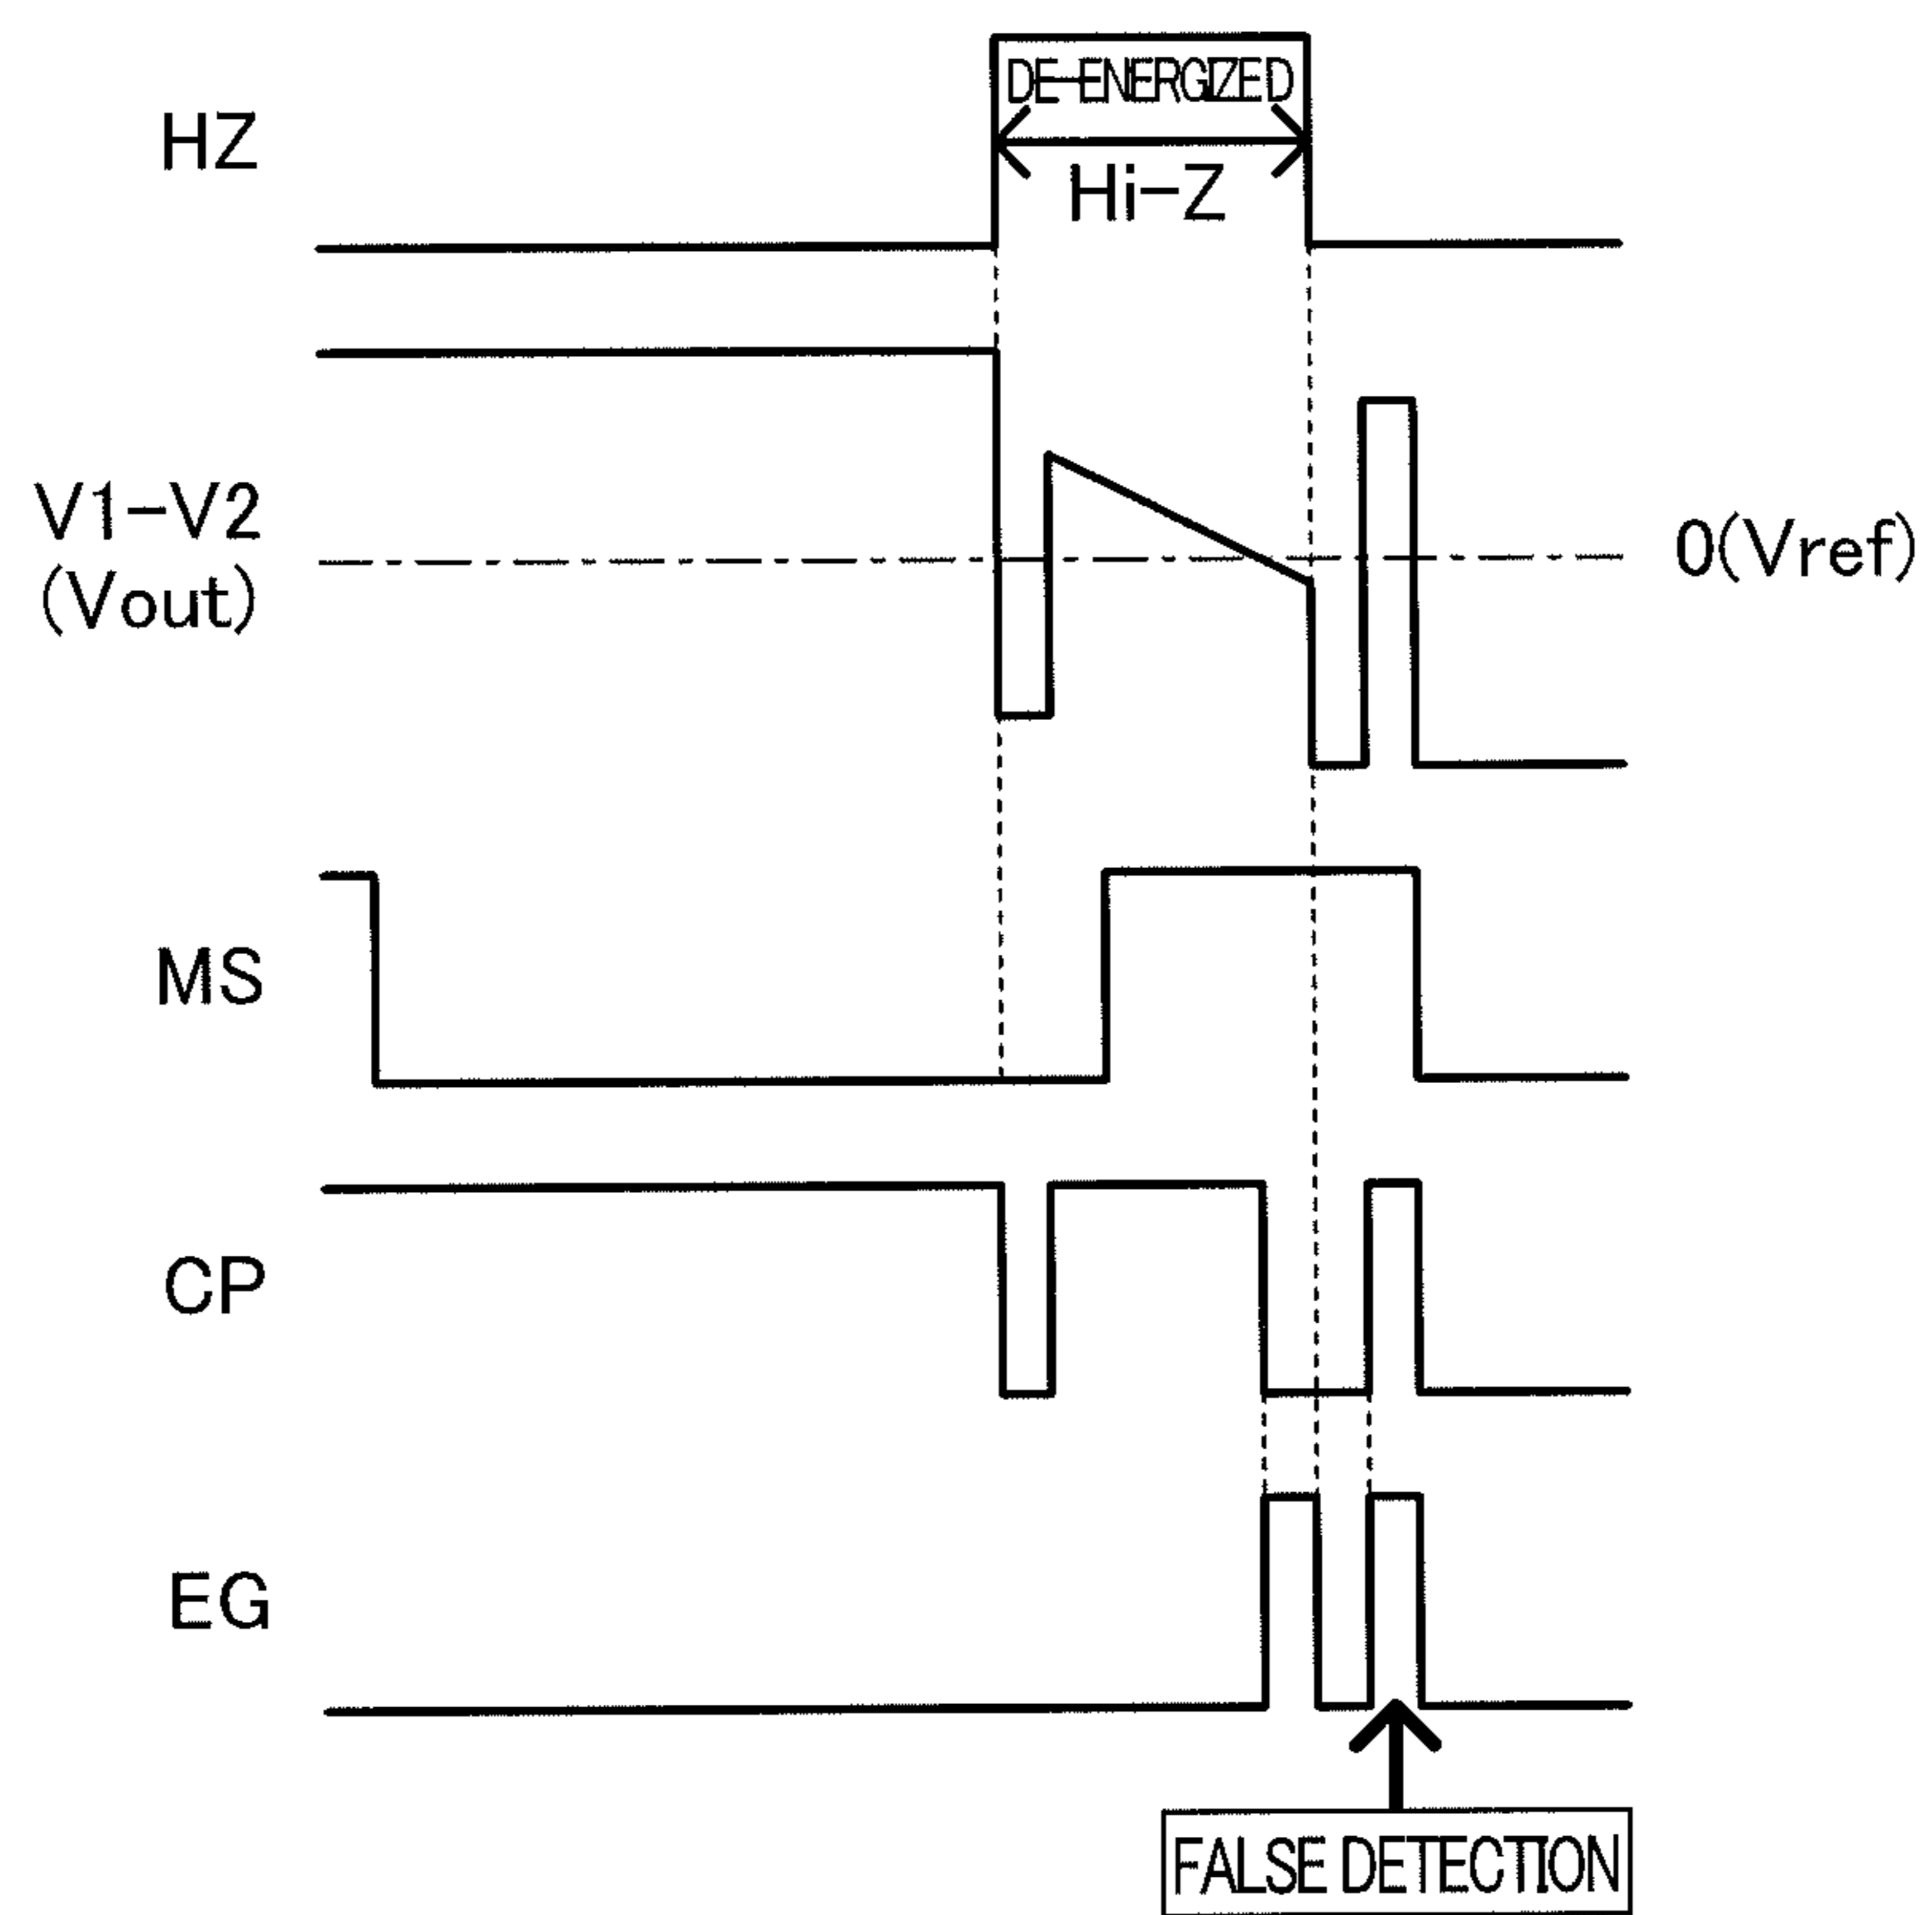 DE-ENERGIZED
HZ
Hi-Z
V1-V2
(Vout)
0(Vref)
MS
CP
EG
FALSE DETECTION